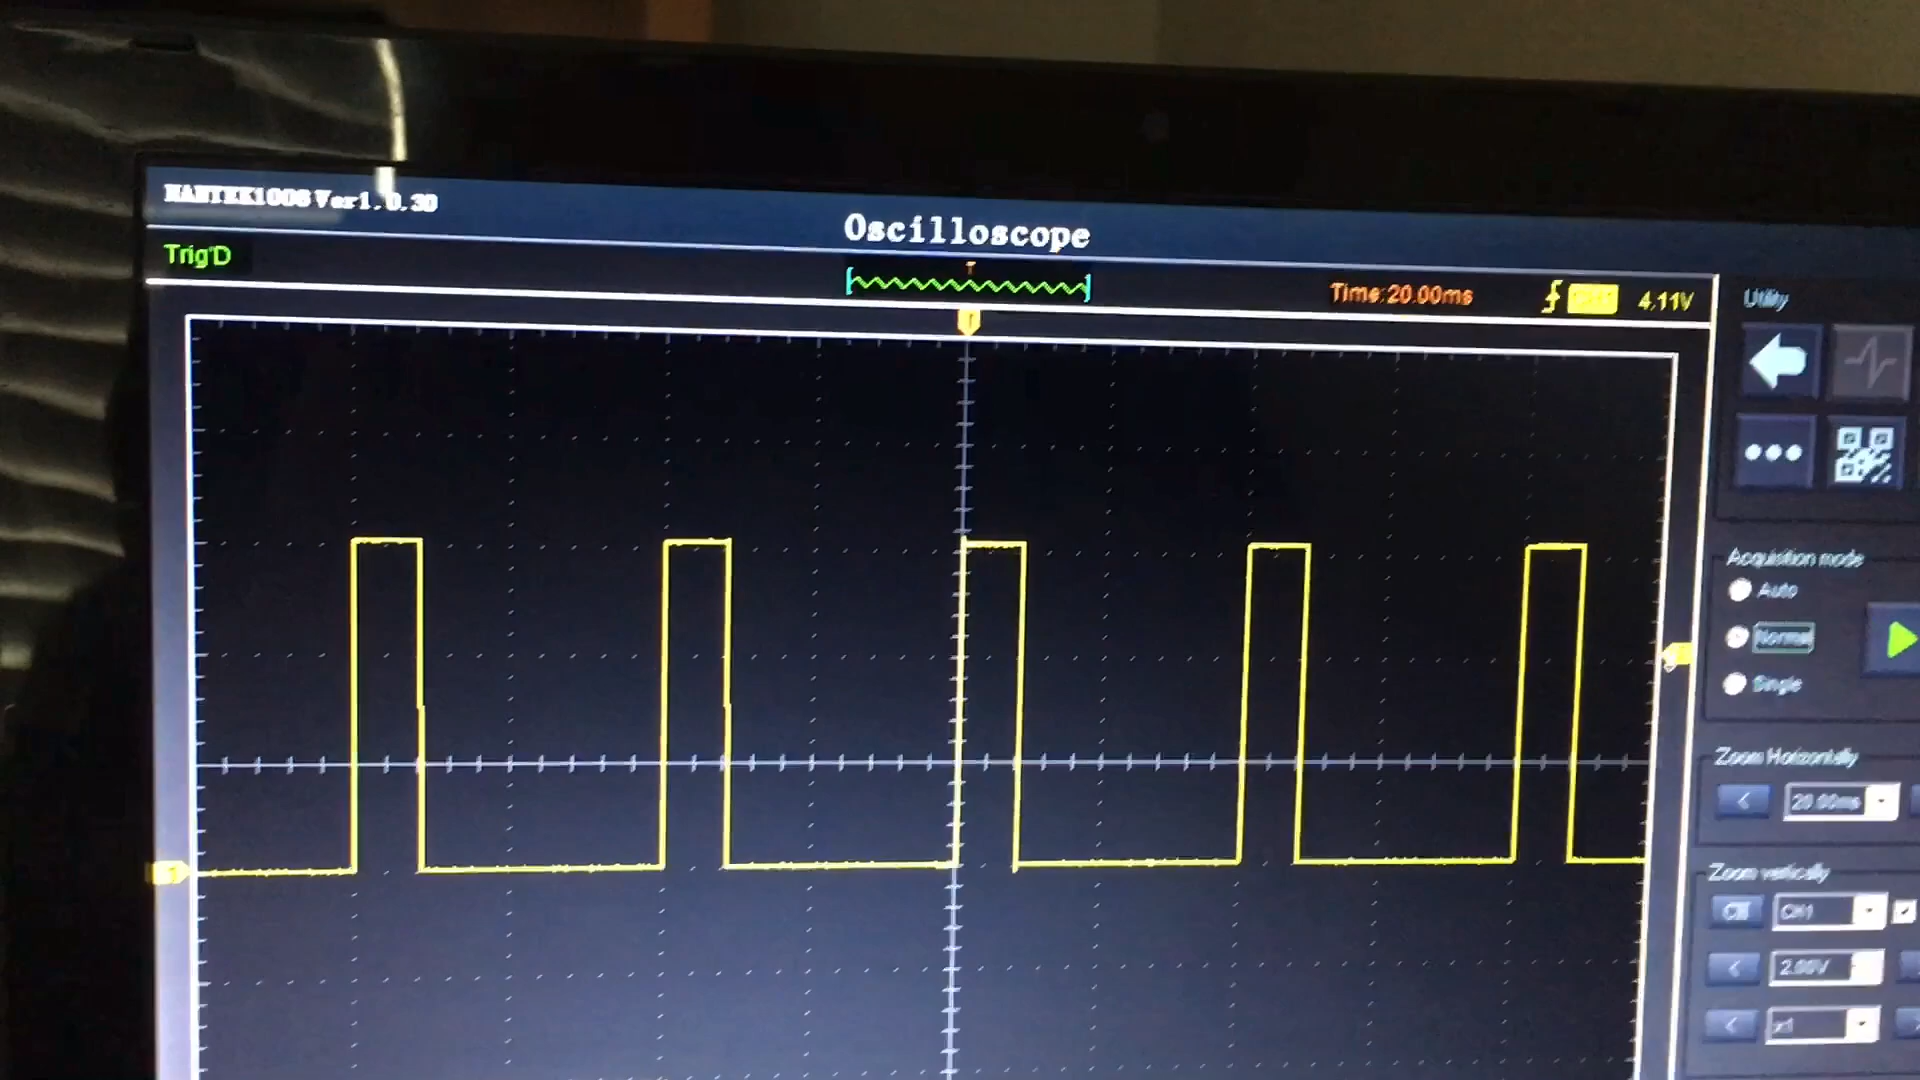 HANTEK1008 Ver1.0.30
Oscilloscope
Trig'D
T
Time:20.00ms
CH1
4.11V
Utility
Acquisition mode
Auto
Normal
Single
Zoom Horizontally
<
20.00ms
Zoom vertically
CH1
<
2.00V
<
x1